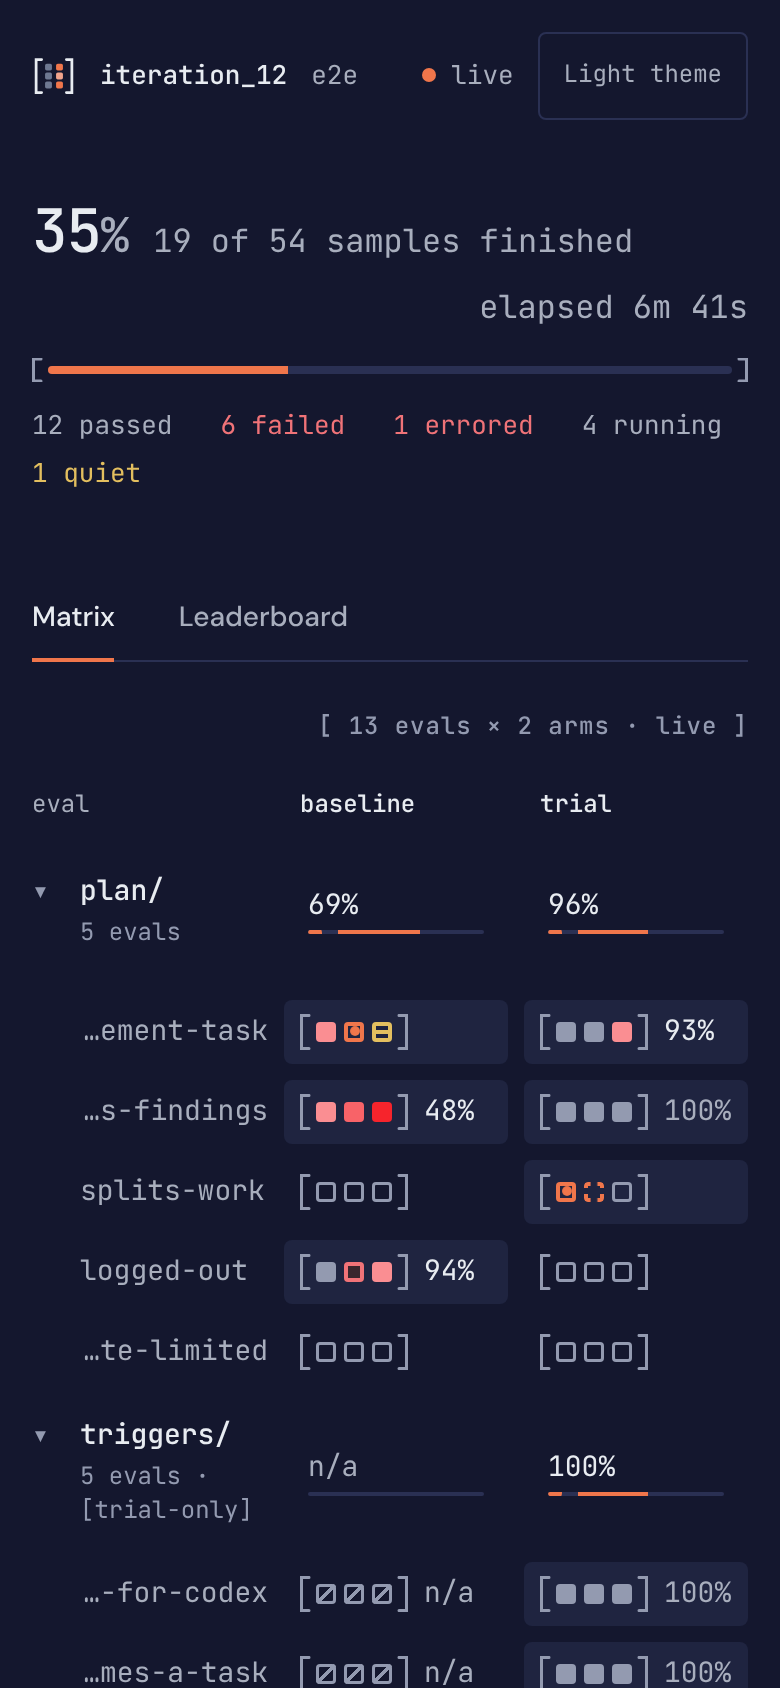 iteration_12 e2e live Light theme
35% 19 of 54 samples finished
elapsed 6m 41s
[ ]
12 passed 6 failed 1 errored 4 running
1 quiet
Matrix Leaderboard
[ 13 evals × 2 arms · live ]
eval baseline trial
▼ plan/ 69% 96%
5 evals
…ement-task [ ] [ ] 93%
…s-findings [ ] 48% [ ] 100%
splits-work [ ] [ ]
logged-out [ ] 94% [ ]
…te-limited [ ] [ ]
▼ triggers/ n/a 100%
5 evals ·
[trial-only]
…-for-codex [ ] n/a [ ] 100%
…mes-a-task [ ] n/a [ ] 100%